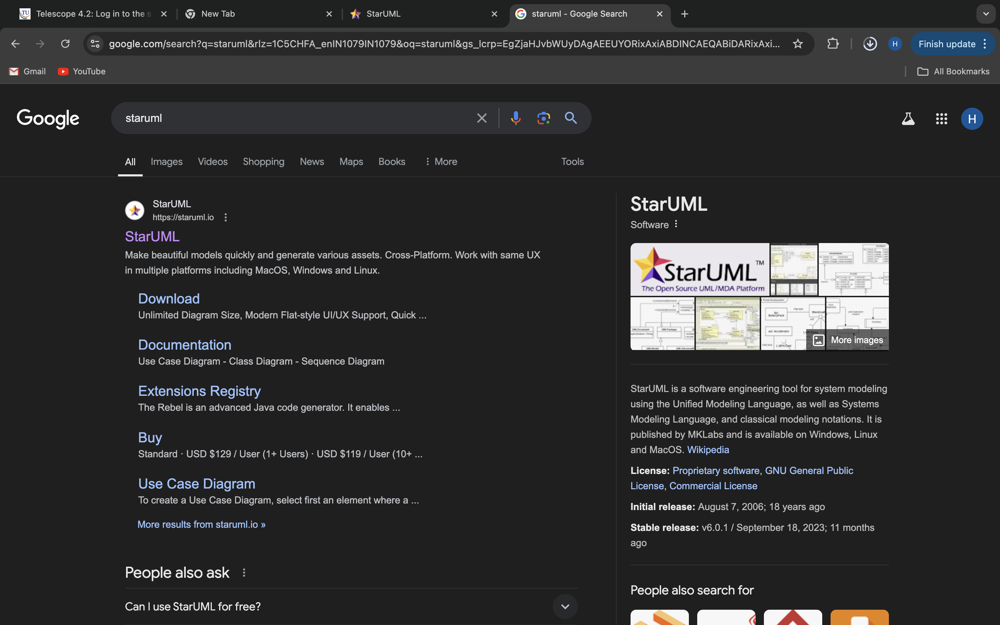 Telescope 4.2: Log in to the s
New Tab
StarUML
staruml - Google Search
google.com/search?q=staruml&rlz=1C5CHFA_enIN1079IN1079&oq=staruml&gs_lcrp=EgZjaHJvbWUyDAgAEEUYORixAxiABDINCAEQABiDARixAxi...
H
Finish update
Gmail
YouTube
All Bookmarks
Google
staruml
H
All
Images
Videos
Shopping
News
Maps
Books
More
Tools
StarUML
https://staruml.io
StarUML
Make beautiful models quickly and generate various assets. Cross-Platform. Work with same UX
in multiple platforms including MacOS, Windows and Linux.
Download
Unlimited Diagram Size, Modern Flat-style UI/UX Support, Quick ...
Documentation
Use Case Diagram - Class Diagram - Sequence Diagram
Extensions Registry
The Rebel is an advanced Java code generator. It enables ...
Buy
Standard · USD $129 / User (1+ Users) · USD $119 / User (10+ ...
Use Case Diagram
To create a Use Case Diagram, select first an element where a ...
More results from staruml.io »
People also ask
Can I use StarUML for free?
StarUML
Software
StarUML™
The Open Source UML/MDA Platform
More images
StarUML is a software engineering tool for system modeling
using the Unified Modeling Language, as well as Systems
Modeling Language, and classical modeling notations. It is
published by MKLabs and is available on Windows, Linux
and MacOS. Wikipedia
License: Proprietary software, GNU General Public
License, Commercial License
Initial release: August 7, 2006; 18 years ago
Stable release: v6.0.1 / September 18, 2023; 11 months
ago
People also search for